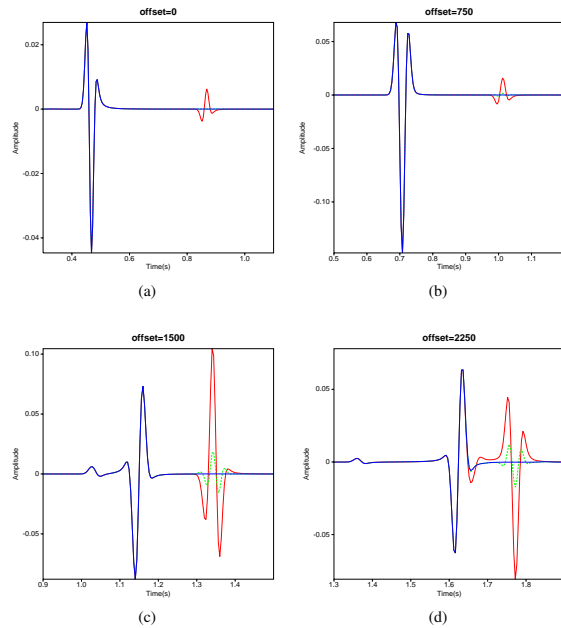 offset=0
0.02
0
-0.02
-0.04
Amplitude
0.4 0.6 0.8 1.0
Time(s)
(a)
offset=750
0.05
0
-0.05
-0.10
Amplitude
0.5 0.6 0.7 0.8 0.9 1.0 1.1
Time(s)
(b)
offset=1500
0.10
0.05
0
-0.05
Amplitude
0.9 1.0 1.1 1.2 1.3 1.4
Time(s)
(c)
offset=2250
0.05
0
-0.05
Amplitude
1.3 1.4 1.5 1.6 1.7 1.8
Time(s)
(d)